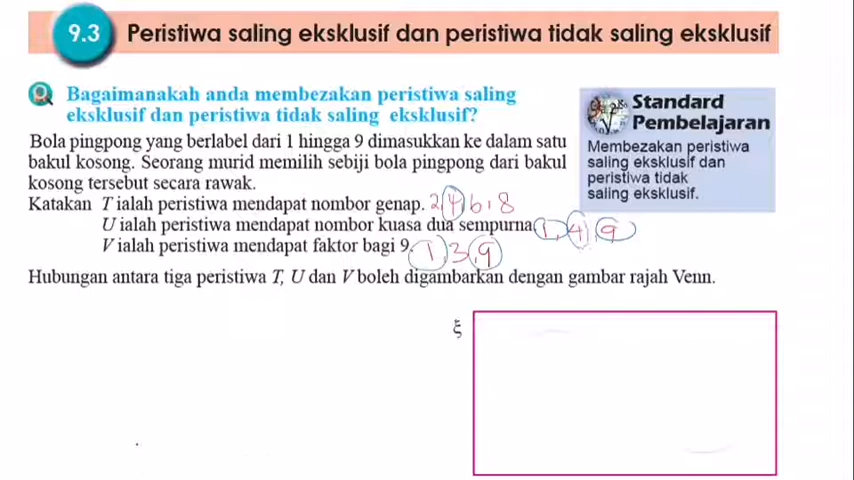 9.3 Peristiwa saling eksklusif dan peristiwa tidak saling eksklusif
Bagaimanakah anda membezakan peristiwa saling
eksklusif dan peristiwa tidak saling eksklusif?
Standard
Pembelajaran
Membezakan peristiwa
saling eksklusif dan
peristiwa tidak
saling eksklusif.
Bola pingpong yang berlabel dari 1 hingga 9 dimasukkan ke dalam satu
bakul kosong. Seorang murid memilih sebiji bola pingpong dari bakul
kosong tersebut secara rawak.
Katakan T ialah peristiwa mendapat nombor genap. 2,4,6,8
U ialah peristiwa mendapat nombor kuasa dua sempurna 1,4,9
V ialah peristiwa mendapat faktor bagi 9. 1,3,9
Hubungan antara tiga peristiwa T, U dan V boleh digambarkan dengan gambar rajah Venn.
ξ